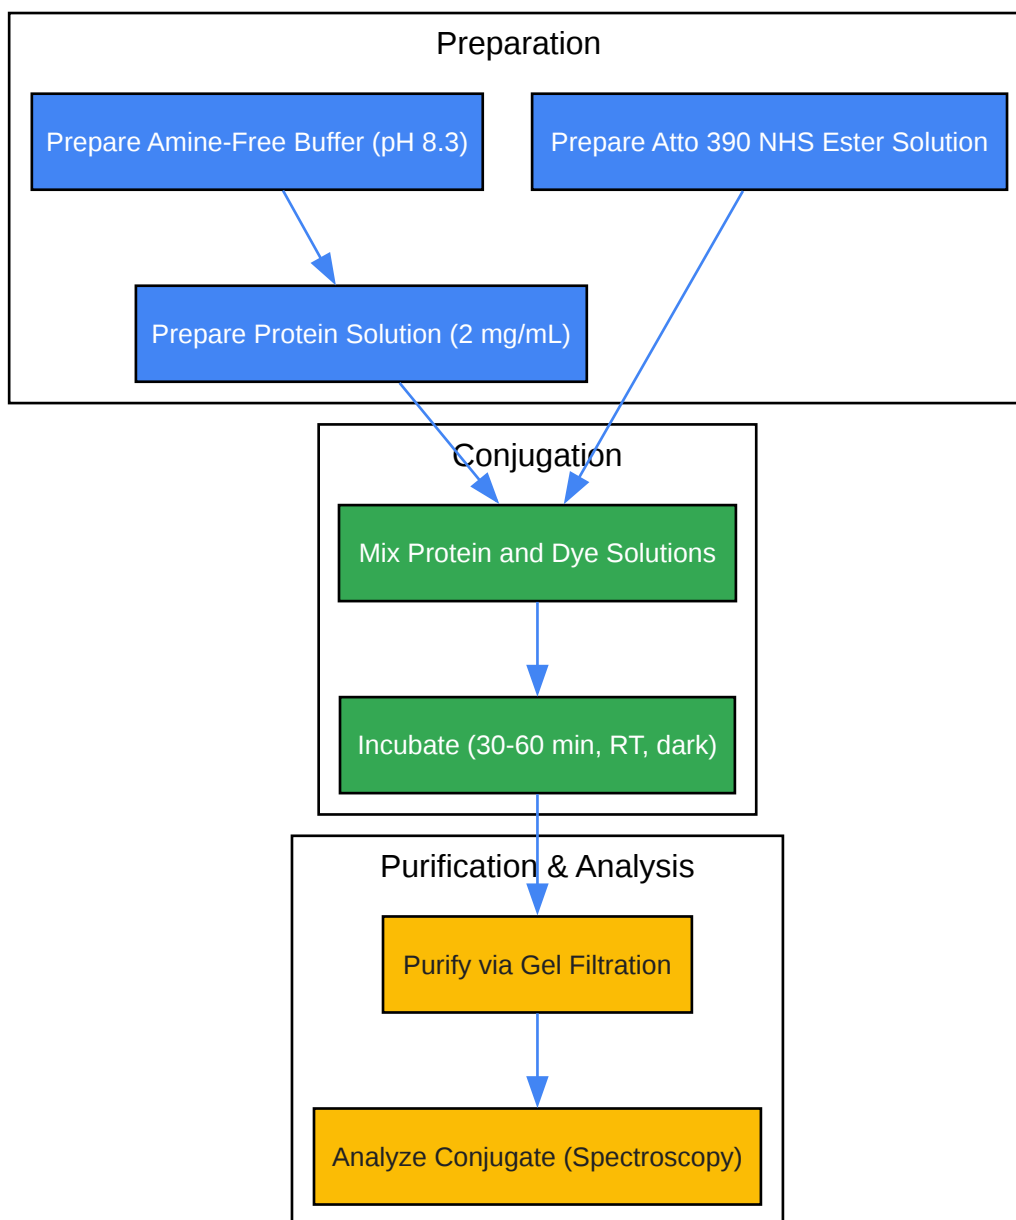 Preparation
Prepare Amine-Free Buffer (pH 8.3)
Prepare Atto 390 NHS Ester Solution
Prepare Protein Solution (2 mg/mL)
Conjugation
Mix Protein and Dye Solutions
Incubate (30-60 min, RT, dark)
Purification & Analysis
Purify via Gel Filtration
Analyze Conjugate (Spectroscopy)